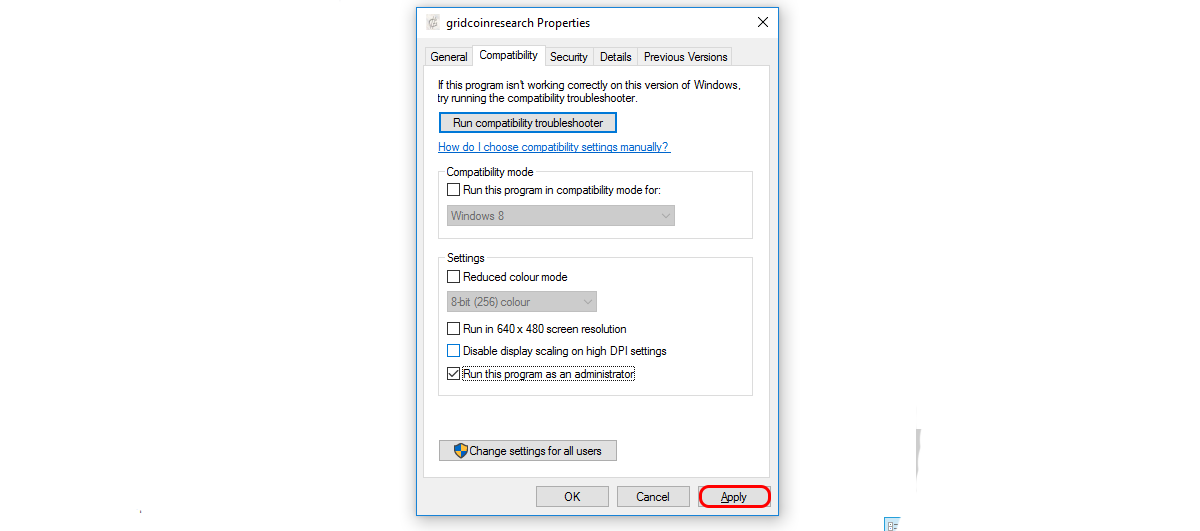 gridcoinresearch Properties
General Compatibility Security Details Previous Versions
If this program isn't working correctly on this version of Windows,
try running the compatibility troubleshooter.
Run compatibility troubleshooter
How do I choose compatibility settings manually?
Compatibility mode
Run this program in compatibility mode for:
Windows 8
Settings
Reduced colour mode
8-bit (256) colour
Run in 640 x 480 screen resolution
Disable display scaling on high DPI settings
Run this program as an administrator
Change settings for all users
OK Cancel Apply